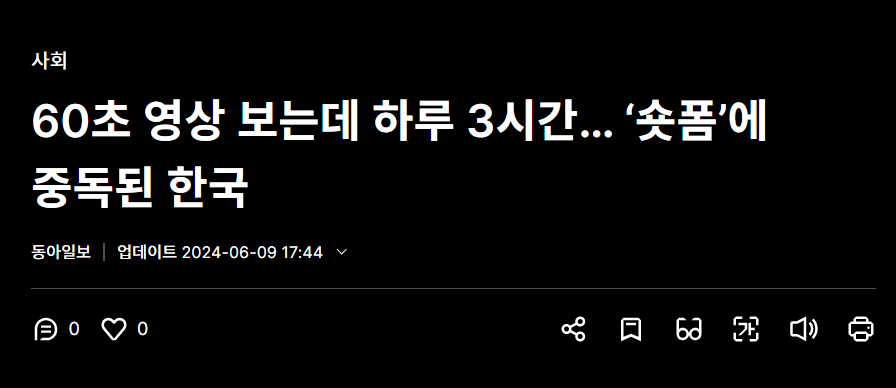 사회
60초 영상 보는데 하루 3시간… ‘숏폼’에
중독된 한국
동아일보 | 업데이트 2024-06-09 17:44
0 0 가